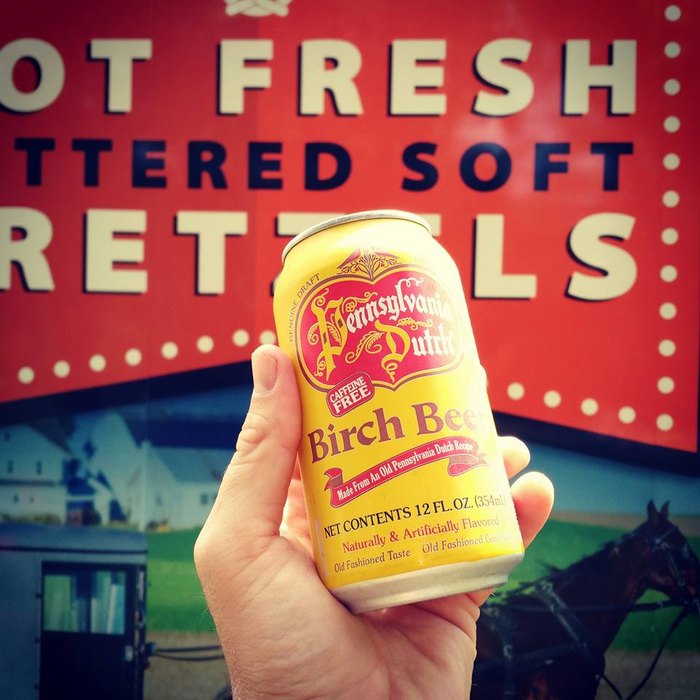 OT FRESH
TTERED SOFT
RETZELS
GENUINE DRAFT
Pennsylvania
Dutch
CAFFEINE
FREE
Birch Beer
Made From An Old Pennsylvania Dutch Recipe
NET CONTENTS 12 FL. OZ. (354mL
Naturally & Artificially Flavored
Old Fashioned Taste Old Fashioned